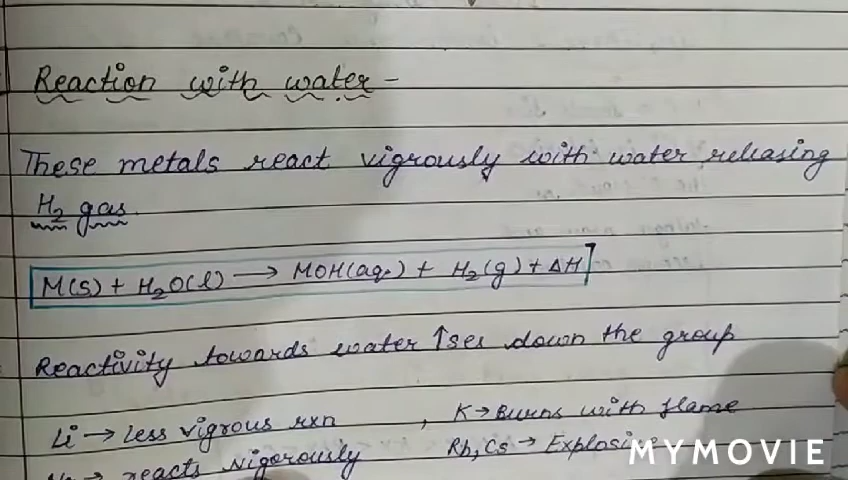 Reaction with water -
These metals react vigrously with water releasing
H₂ gas
M(s) + H₂O(l) → MOH(aq.) + H₂(g) + ΔH
Reactivity towards water ↑ses down the group
Li → Less vigrous rxn , K → Burns with flame
→ reacts vigorously Rb, Cs → Explosive
MYMOVIE